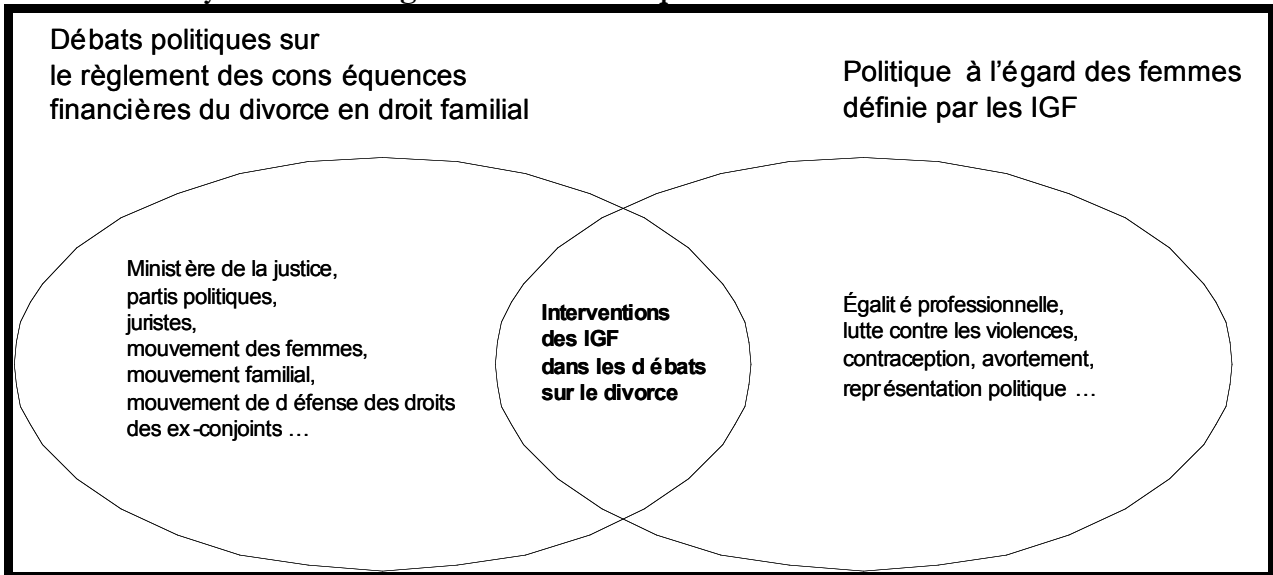 Débats politiques sur
le règlement des cons équences
financières du divorce en droit familial
Politique à l'égard des femmes
définie par les IGF
Minist ère de la justice,
partis politiques,
juristes,
mouvement des femmes,
mouvement familial,
mouvement de d éfense des droits
des ex-conjoints …
Interventions
des IGF
dans les d ébats
sur le divorce
Égalit é professionnelle,
lutte contre les violences,
contraception, avortement,
repr ésentation politique …